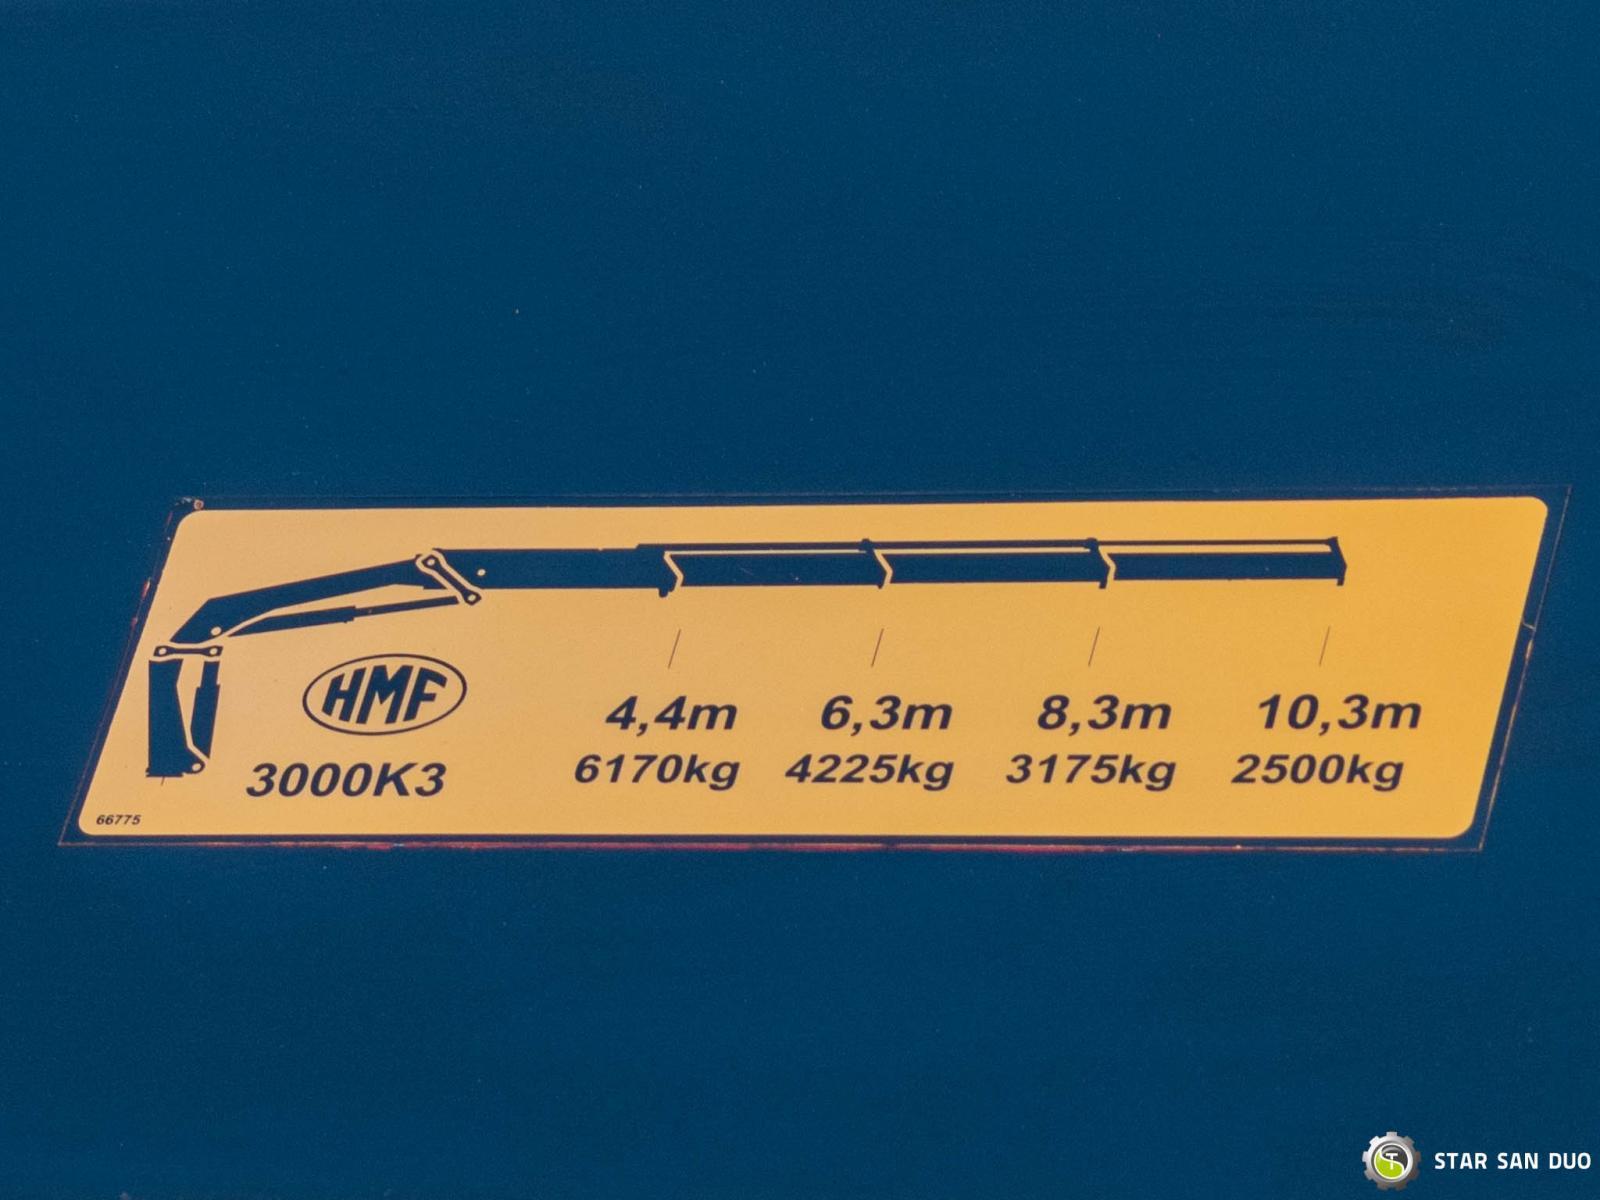 HMF
3000K3
4,4m 6,3m 8,3m 10,3m
6170kg 4225kg 3175kg 2500kg
66775
STAR SAN DUO